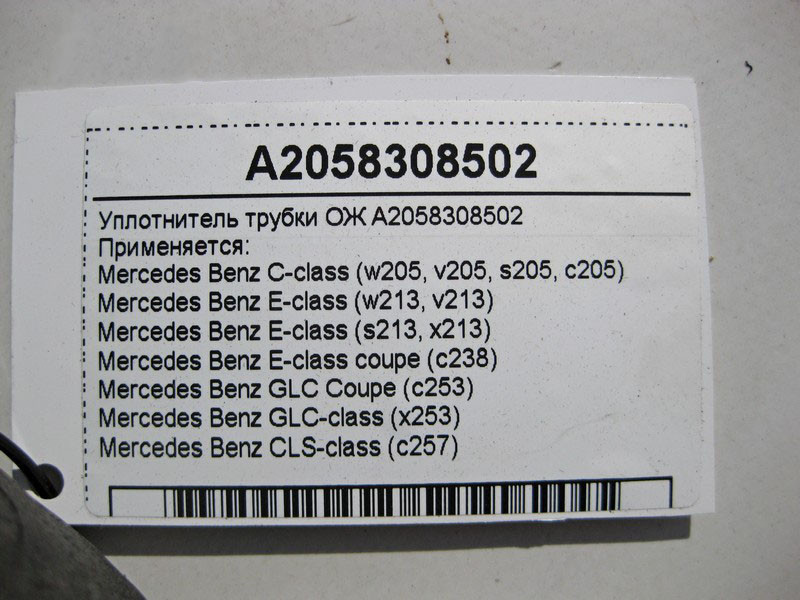 A2058308502
Уплотнитель трубки ОЖ A2058308502
Применяется:
Mercedes Benz C-class (w205, v205, s205, c205)
Mercedes Benz E-class (w213, v213)
Mercedes Benz E-class (s213, x213)
Mercedes Benz E-class coupe (c238)
Mercedes Benz GLC Coupe (c253)
Mercedes Benz GLC-class (x253)
Mercedes Benz CLS-class (c257)